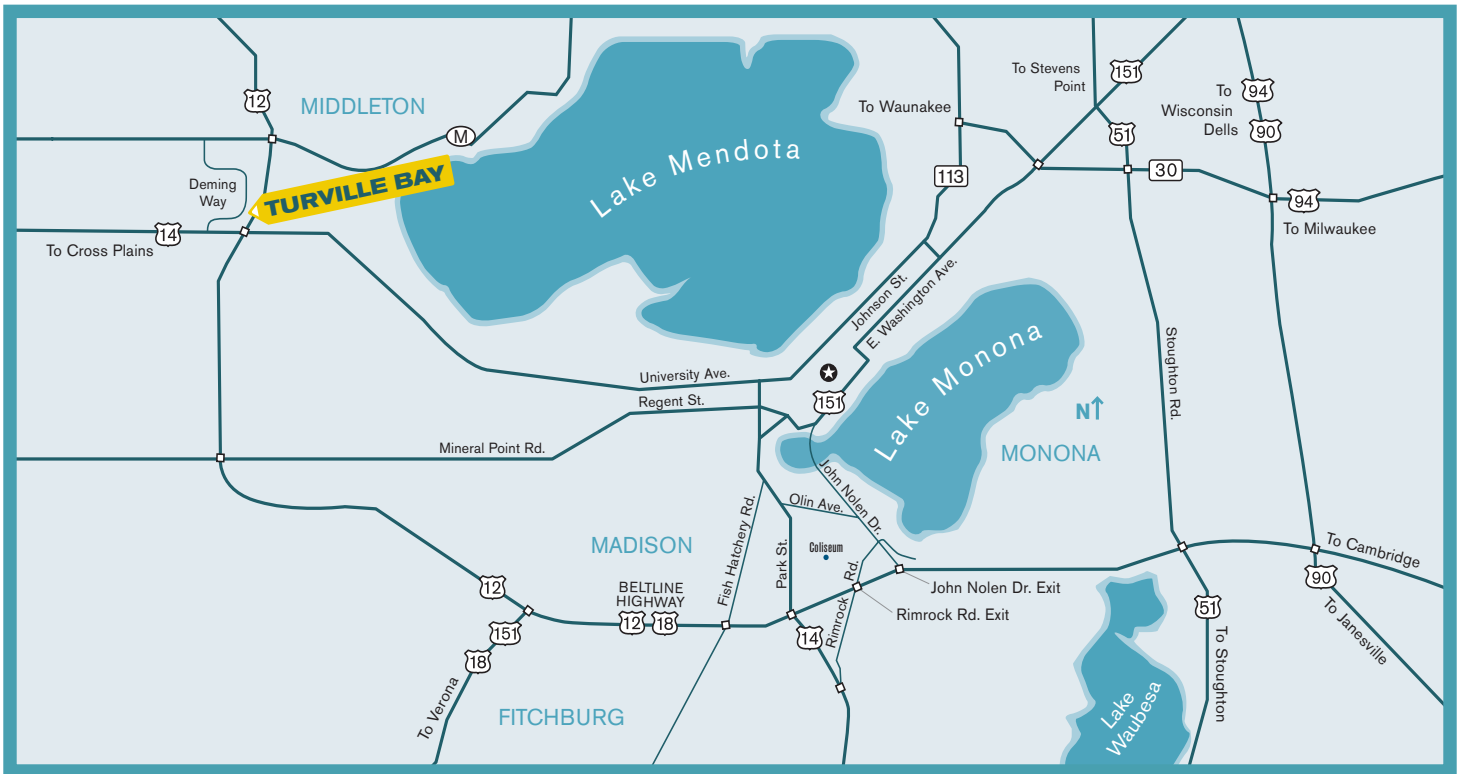 12
MIDDLETON
M
TURVILLE BAY
Deming
Way
14
To Cross Plains
Lake Mendota
To Waunakee
113
To Stevens
Point
151
51
30
To
Wisconsin
Dells
94
90
94
To Milwaukee
Johnson St.
E. Washington Ave.
University Ave.
Regent St.
151
Mineral Point Rd.
Lake Monona
N↑
MONONA
Stoughton Rd.
John Nolen Dr.
Olin Ave.
Fish Hatchery Rd.
Park St.
Coliseum
Rimrock Rd.
MADISON
BELTLINE
HIGHWAY
12 18
12
151
18
To Verona
FITCHBURG
14
John Nolen Dr. Exit
Rimrock Rd. Exit
To Cambridge
90
To Janesville
51
To Stoughton
Lake
Waubesa